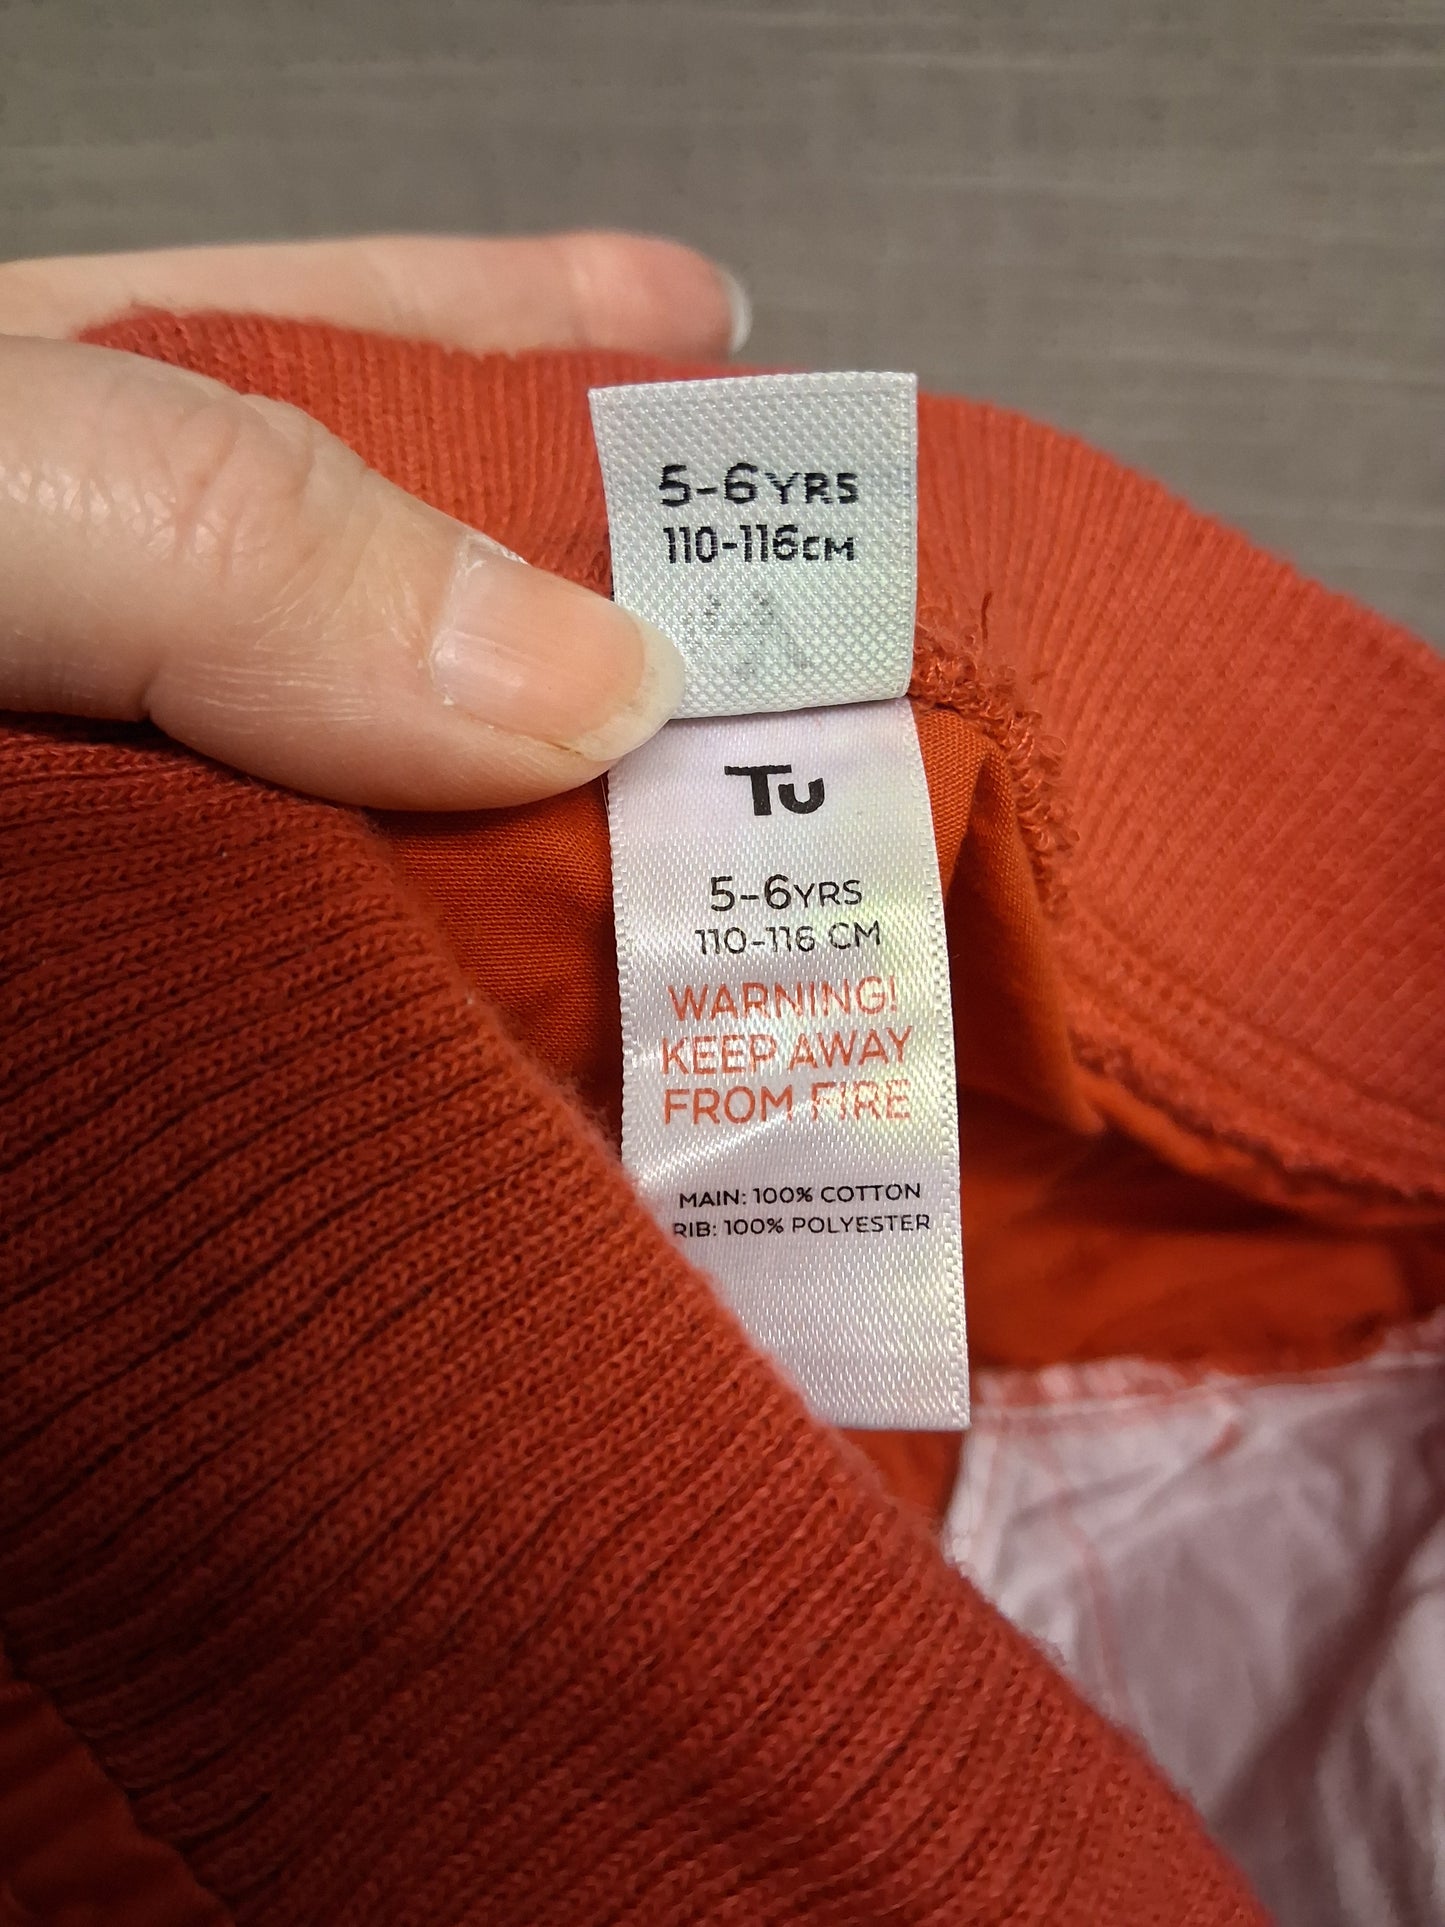 5-6YRS
110-116CM
Tu
5-6YRS
110-116 CM
WARNING!
KEEP AWAY
FROM FIRE
MAIN: 100% COTTON
RIB: 100% POLYESTER